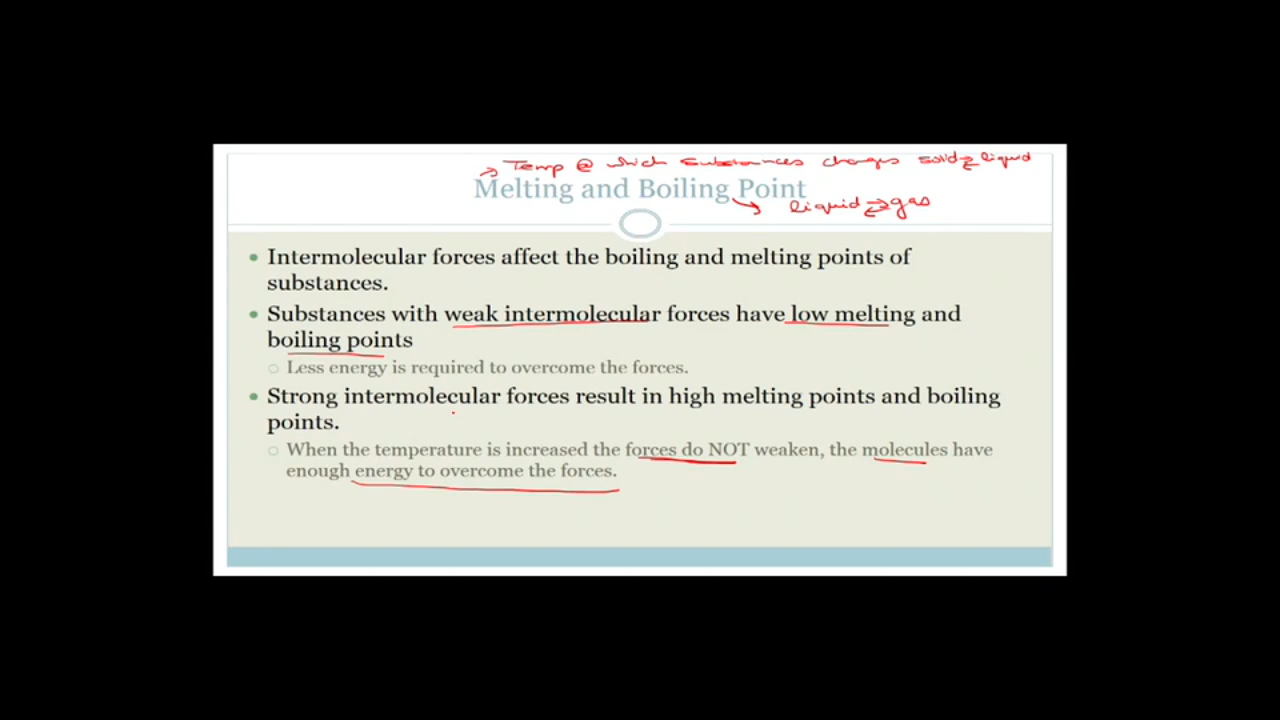 Temp @ which substances changes solid ⇌ liquid
Melting and Boiling Point
liquid ⇌ gas
• Intermolecular forces affect the boiling and melting points of
substances.
• Substances with weak intermolecular forces have low melting and
boiling points
○ Less energy is required to overcome the forces.
• Strong intermolecular forces result in high melting points and boiling
points.
○ When the temperature is increased the forces do NOT weaken, the molecules have
enough energy to overcome the forces.